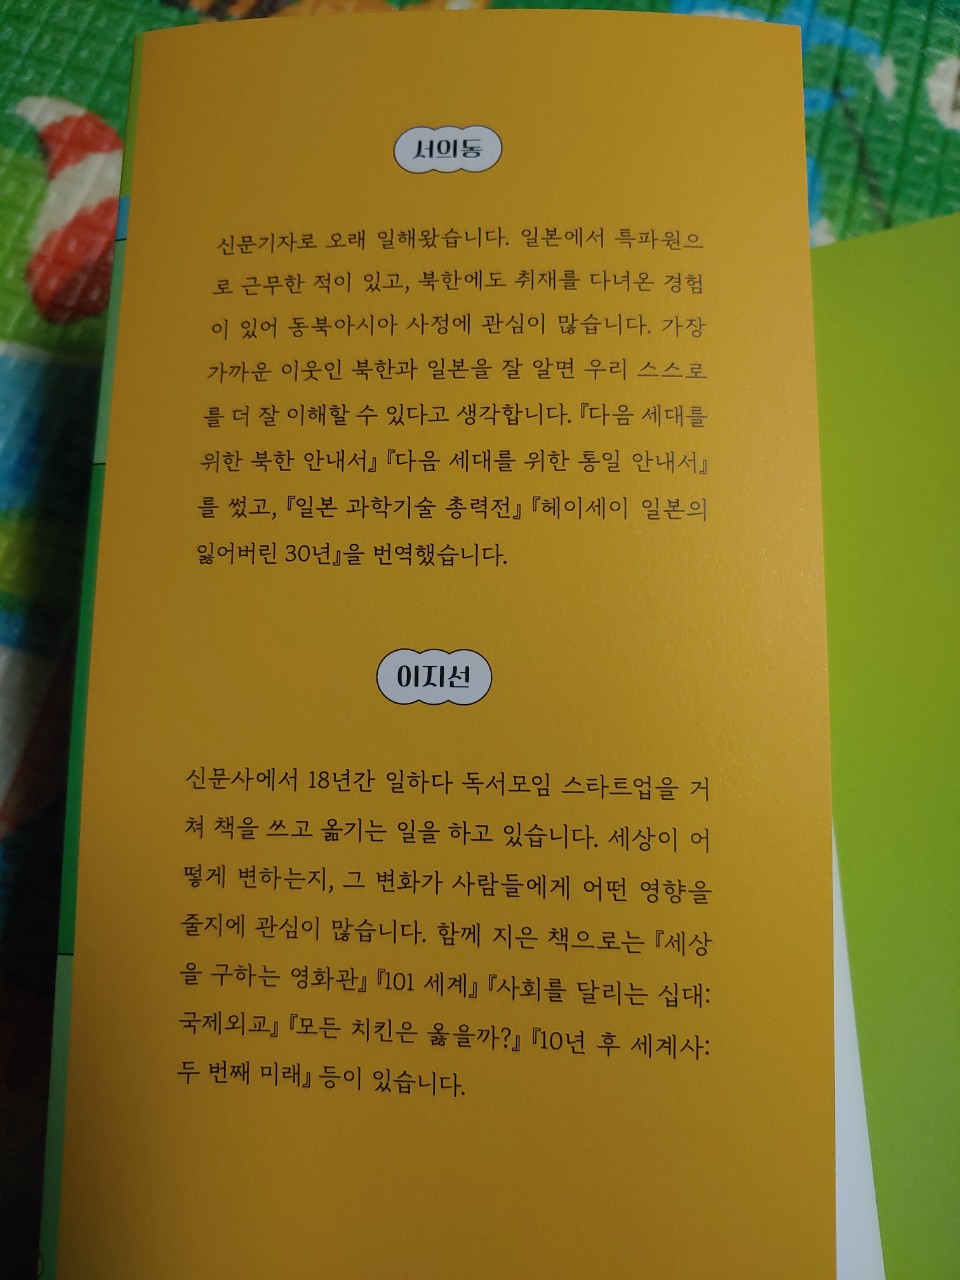 서의동
신문기자로 오래 일해왔습니다. 일본에서 특파원으
로 근무한 적이 있고, 북한에도 취재를 다녀온 경험
이 있어 동북아시아 사정에 관심이 많습니다. 가장
가까운 이웃인 북한과 일본을 잘 알면 우리 스스로
를 더 잘 이해할 수 있다고 생각합니다. 『다음 세대를
위한 북한 안내서』 『다음 세대를 위한 통일 안내서』
를 썼고, 『일본 과학기술 총력전』 『헤이세이 일본의
잃어버린 30년』을 번역했습니다.
이지선
신문사에서 18년간 일하다 독서모임 스타트업을 거
쳐 책을 쓰고 옮기는 일을 하고 있습니다. 세상이 어
떻게 변하는지, 그 변화가 사람들에게 어떤 영향을
줄지에 관심이 많습니다. 함께 지은 책으로는 『세상
을 구하는 영화관』 『101 세계』 『사회를 달리는 십대:
국제외교』 『모든 치킨은 옳을까?』 『10년 후 세계사:
두 번째 미래』 등이 있습니다.